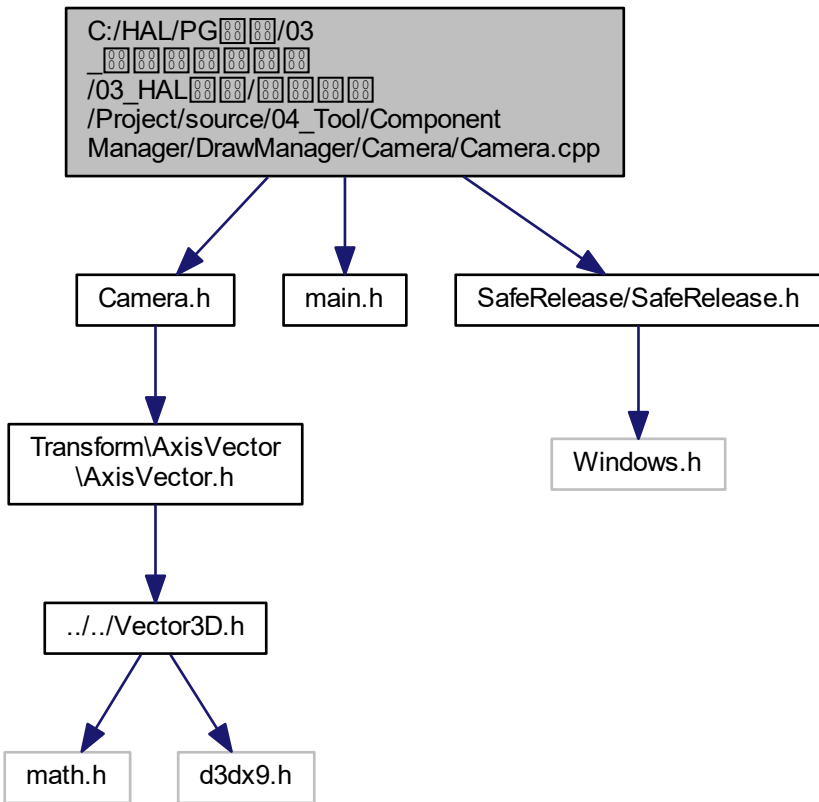 C:/HAL/PG/03
_
/03_HAL/
/Project/source/04_Tool/Component
Manager/DrawManager/Camera/Camera.cpp
Camera.h
main.h
SafeRelease/SafeRelease.h
Transform\AxisVector
\AxisVector.h
Windows.h
../../Vector3D.h
math.h
d3dx9.h